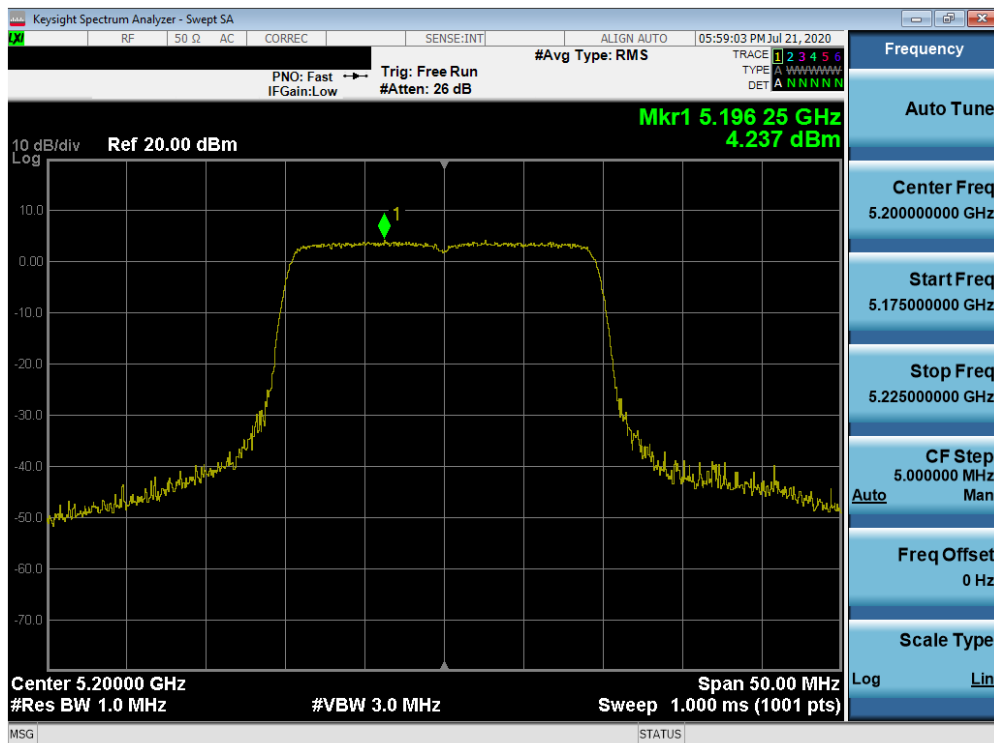 Keysight Spectrum Analyzer - Swept SA
LXI RF 50 Ω AC CORREC SENSE:INT ALIGN AUTO 05:59:03 PM Jul 21, 2020
#Avg Type: RMS
TRACE 1 2 3 4 5 6
TYPE A WWWWWW
DET A N N N N N
PNO: Fast Trig: Free Run
IFGain:Low #Atten: 26 dB
Frequency
Mkr1 5.196 25 GHz
4.237 dBm
10 dB/div Ref 20.00 dBm
Log
10.0
0.00
-10.0
-20.0
-30.0
-40.0
-50.0
-60.0
-70.0
1
Center 5.20000 GHz Span 50.00 MHz
#Res BW 1.0 MHz #VBW 3.0 MHz Sweep 1.000 ms (1001 pts)
MSG STATUS
Auto Tune
Center Freq
5.200000000 GHz
Start Freq
5.175000000 GHz
Stop Freq
5.225000000 GHz
CF Step
5.000000 MHz
Auto Man
Freq Offset
0 Hz
Scale Type
Log Lin